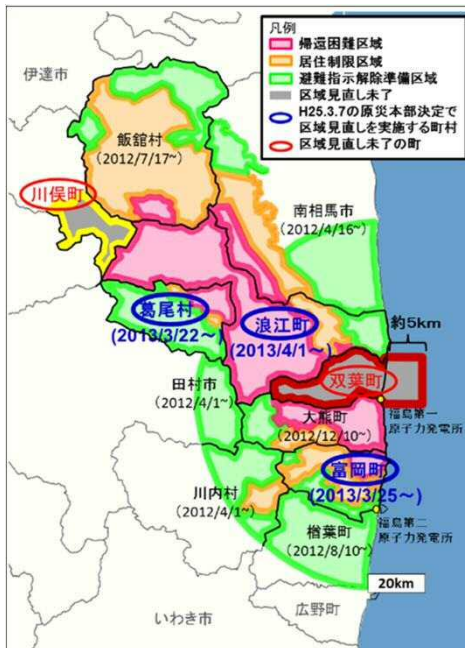 凡例
帰還困難区域
居住制限区域
避難指示解除準備区域
区域見直し未了
H25.3.7の原災本部決定で
区域見直しを実施する町村
区域見直し未了の町
伊達市
飯舘村
(2012/7/17~)
川俣町
南相馬市
(2012/4/16~)
葛尾村
(2013/3/22～)
浪江町
(2013/4/1～)
約5km
双葉町
田村市
(2012/4/1~)
大熊町
(2012/12/10~)
福島第一
原子力発電所
富岡町
(2013/3/25～)
川内村
(2012/4/1~)
福島第二
原子力発電所
楢葉町
(2012/8/10~)
20km
いわき市
広野町